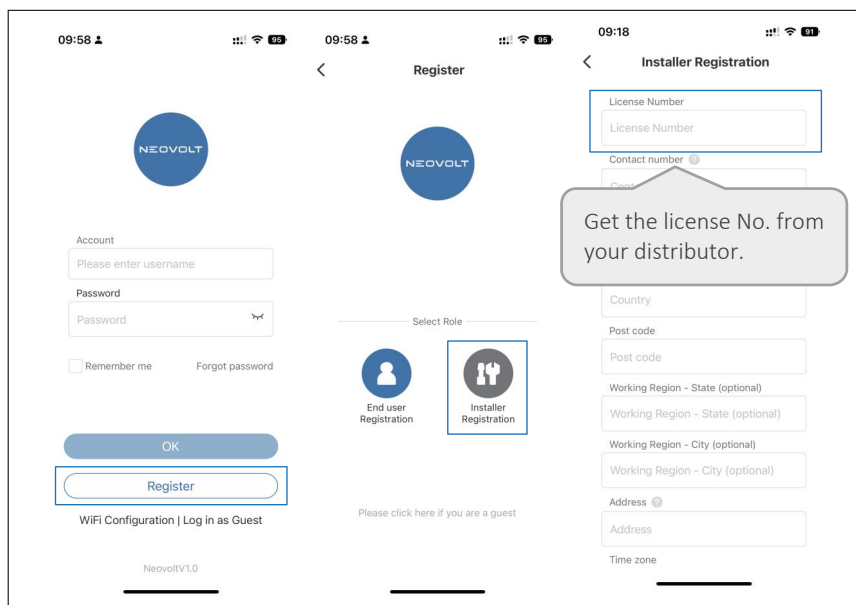 09:58
95
NEOVOLT
Account
Please enter username
Password
Password
Remember me Forgot password
OK
Register
WiFi Configuration | Log in as Guest
NeovoltV1.0
09:58
95
Register
NEOVOLT
Select Role
End user
Registration
Installer
Registration
Please click here if you are a guest
09:18
91
Installer Registration
License Number
License Number
Contact number
Get the license No. from
your distributor.
Country
Post code
Post code
Working Region - State (optional)
Working Region - State (optional)
Working Region - City (optional)
Working Region - City (optional)
Address
Address
Time zone